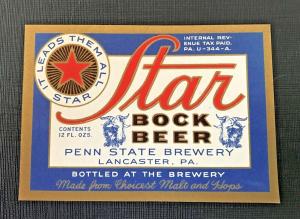 IT LEADS THEM ALL
STAR
INTERNAL REV-
ENUE TAX PAID.
PA. U-344-A.
Star
BOCK
BEER
CONTENTS
12 FL. OZS.
PENN STATE BREWERY
LANCASTER, PA.
BOTTLED AT THE BREWERY
Made from Choicest Malt and Hops